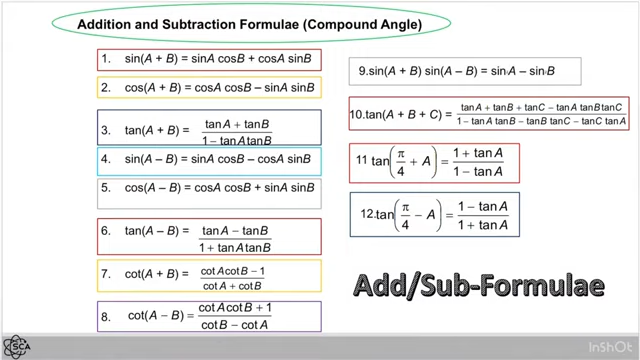 Addition and Subtraction Formulae (Compound Angle)
1. sin(A + B) = sinA cosB + cosA sinB
2. cos(A + B) = cosA cosB – sinA sinB
3. tan(A + B) = (tanA + tanB)/(1 – tanA tanB)
4. sin(A – B) = sinA cosB – cosA sinB
5. cos(A – B) = cosA cosB + sinA sinB
6. tan(A – B) = (tanA – tanB)/(1 + tanA tanB)
7. cot(A + B) = (cotA cotB – 1)/(cotA + cotB)
8. cot(A – B) = (cotA cotB + 1)/(cotB – cotA)
9.sin(A + B) sin(A – B) = sin A – sin B
10.tan(A + B + C) = (tanA + tanB + tanC – tanA tanB tanC)/(1 – tanA tanB – tanB tanC – tanC tanA)
11 tan(π/4 + A) = (1 + tanA)/(1 – tanA)
12.tan(π/4 – A) = (1 – tanA)/(1 + tanA)
Add/Sub-Formulae
SCA
InShOt